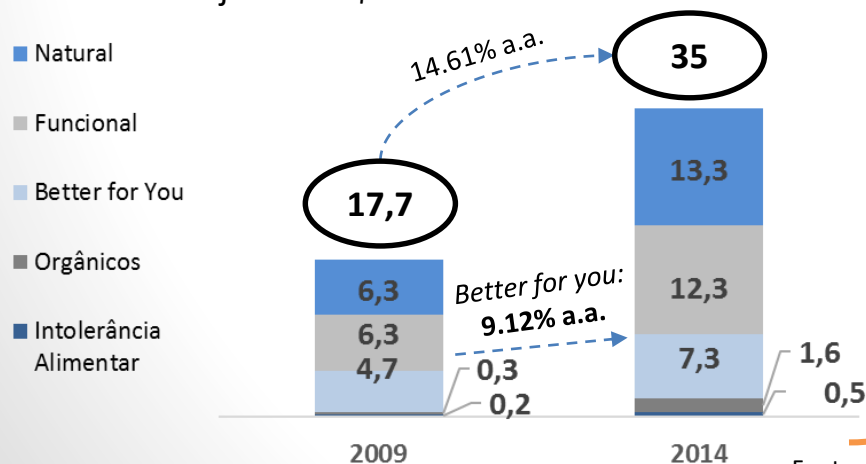 Natural
Funcional
Better for You
Orgânicos
Intolerância
Alimentar
14.61% a.a.
35
17,7
13,3
12,3
7,3
1,6
0,5
Better for you:
9.12% a.a.
6,3
6,3
4,7
0,3
0,2
2009
2014